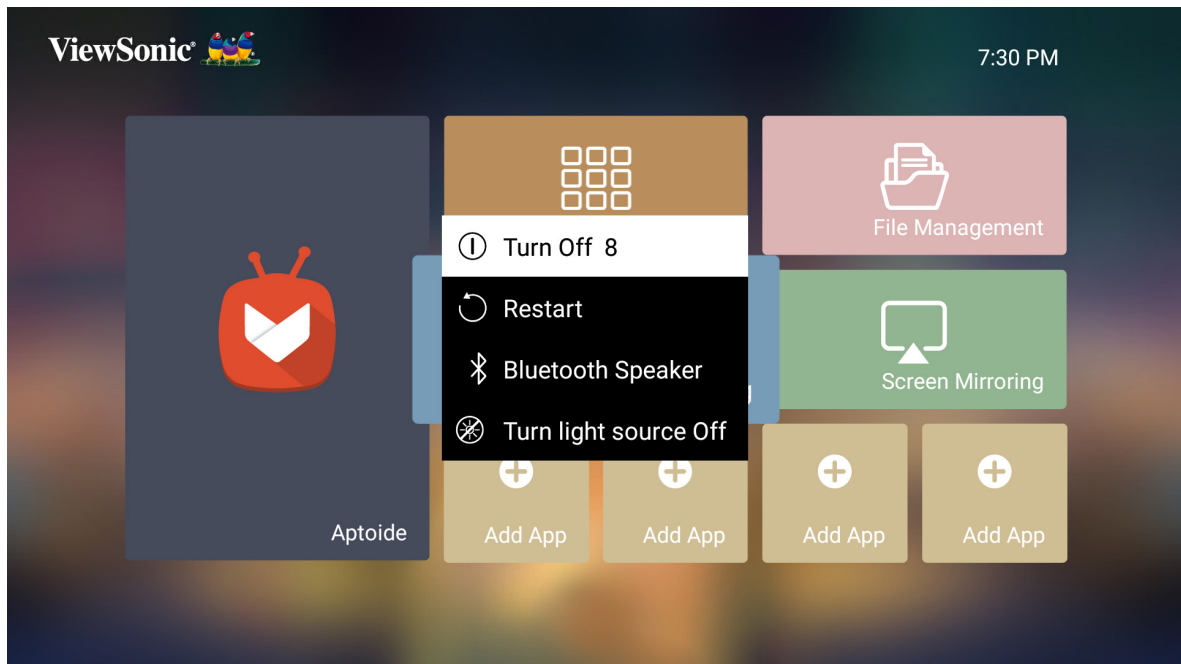 ViewSonic®
7:30 PM
File Management
Turn Off 8
Restart
Bluetooth Speaker
Screen Mirroring
Turn light source Off
Aptoide
Add App
Add App
Add App
Add App